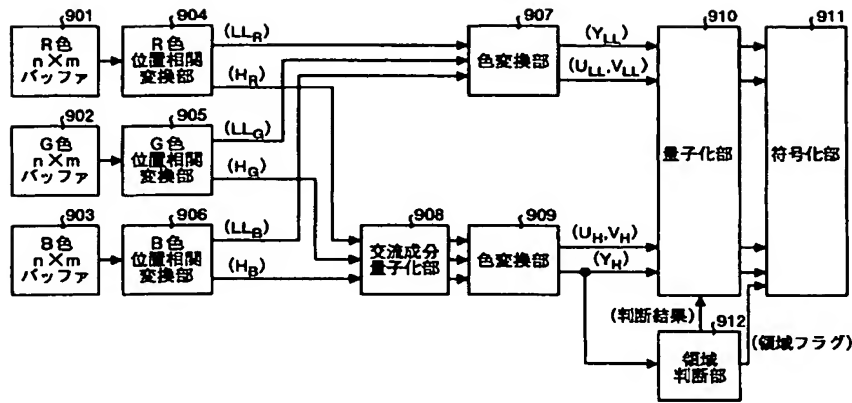 901
R色
n×m
バッファ
904
R色
位置相関
変換部
(LL_R)
(H_R)
902
G色
n×m
バッファ
905
G色
位置相関
変換部
(LL_G)
(H_G)
903
B色
n×m
バッファ
906
B色
位置相関
変換部
(LL_B)
(H_B)
907
色変換部
(Y_LL)
(U_LL,V_LL)
908
交流成分
量子化部
909
色変換部
(U_H,V_H)
(Y_H)
910
量子化部
911
符号化部
(判断結果)
912
領域
判断部
(領域フラグ)